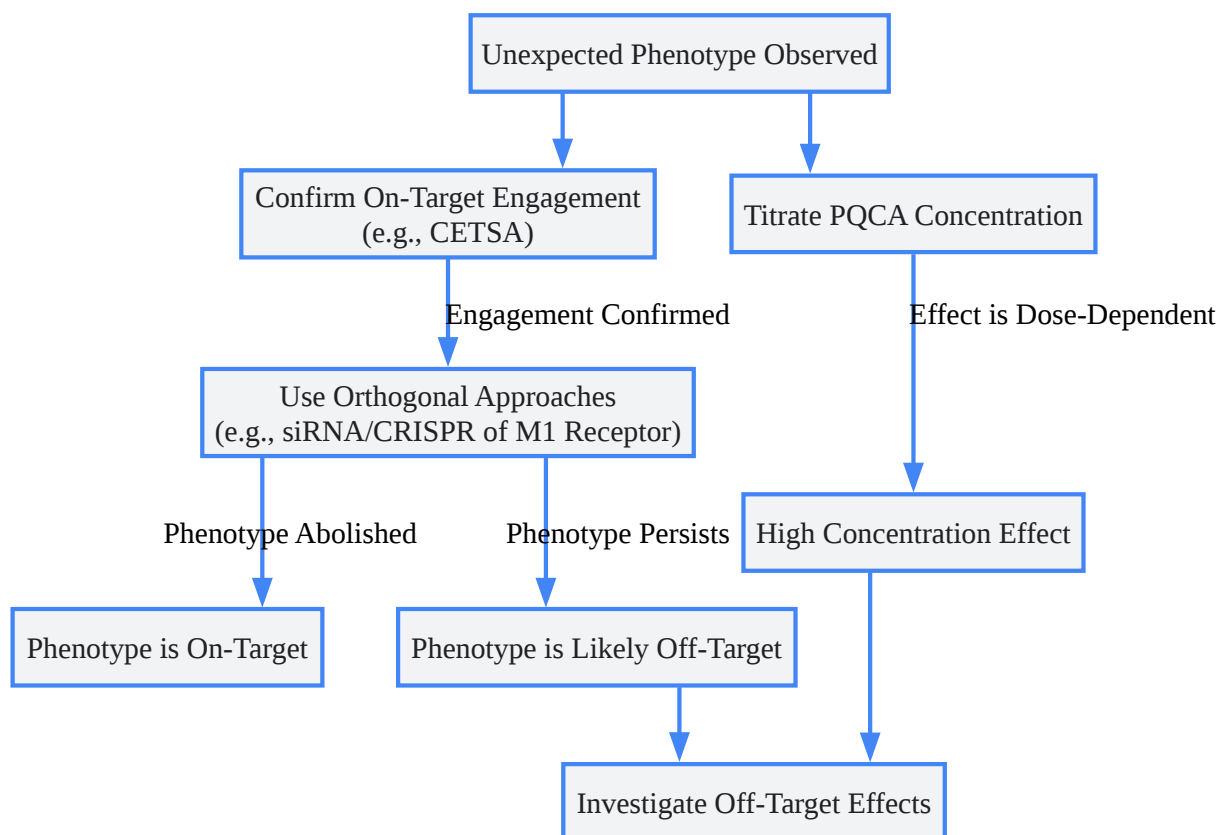 Unexpected Phenotype Observed
Confirm On-Target Engagement
(e.g., CETSA)
Titrate PQCA Concentration
Engagement Confirmed
Effect is Dose-Dependent
Use Orthogonal Approaches
(e.g., siRNA/CRISPR of M1 Receptor)
Phenotype Abolished
Phenotype Persists
High Concentration Effect
Phenotype is On-Target
Phenotype is Likely Off-Target
Investigate Off-Target Effects